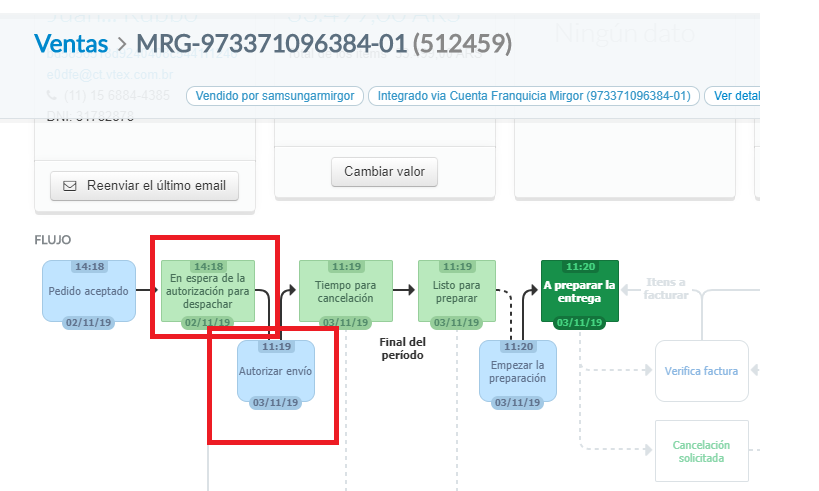 Ningún dato
Ventas > MRG-973371096384-01 (512459)
aûdfe@ct.vtex.com.br
(11) 15 6884-4385
Vendido por samsungarmirgor
Integrado via Cuenta Franquicia Mirgor (973371096384-01)
Ver detal
Reenviar el último email
Cambiar valor
FLUJO
14:18
Pedido aceptado
02/11/19
14:18
En espera de la
autorización para
despachar
02/11/19
11:19
Autorizar envío
03/11/19
11:19
Tiempo para
cancelación
03/11/19
Final del
período
11:19
Listo para
preparar
03/11/19
11:20
Empezar la
preparación
03/11/19
11:20
A preparar la
entrega
03/11/19
Itens a
facturar
Verifica factura
Cancelación
solicitada